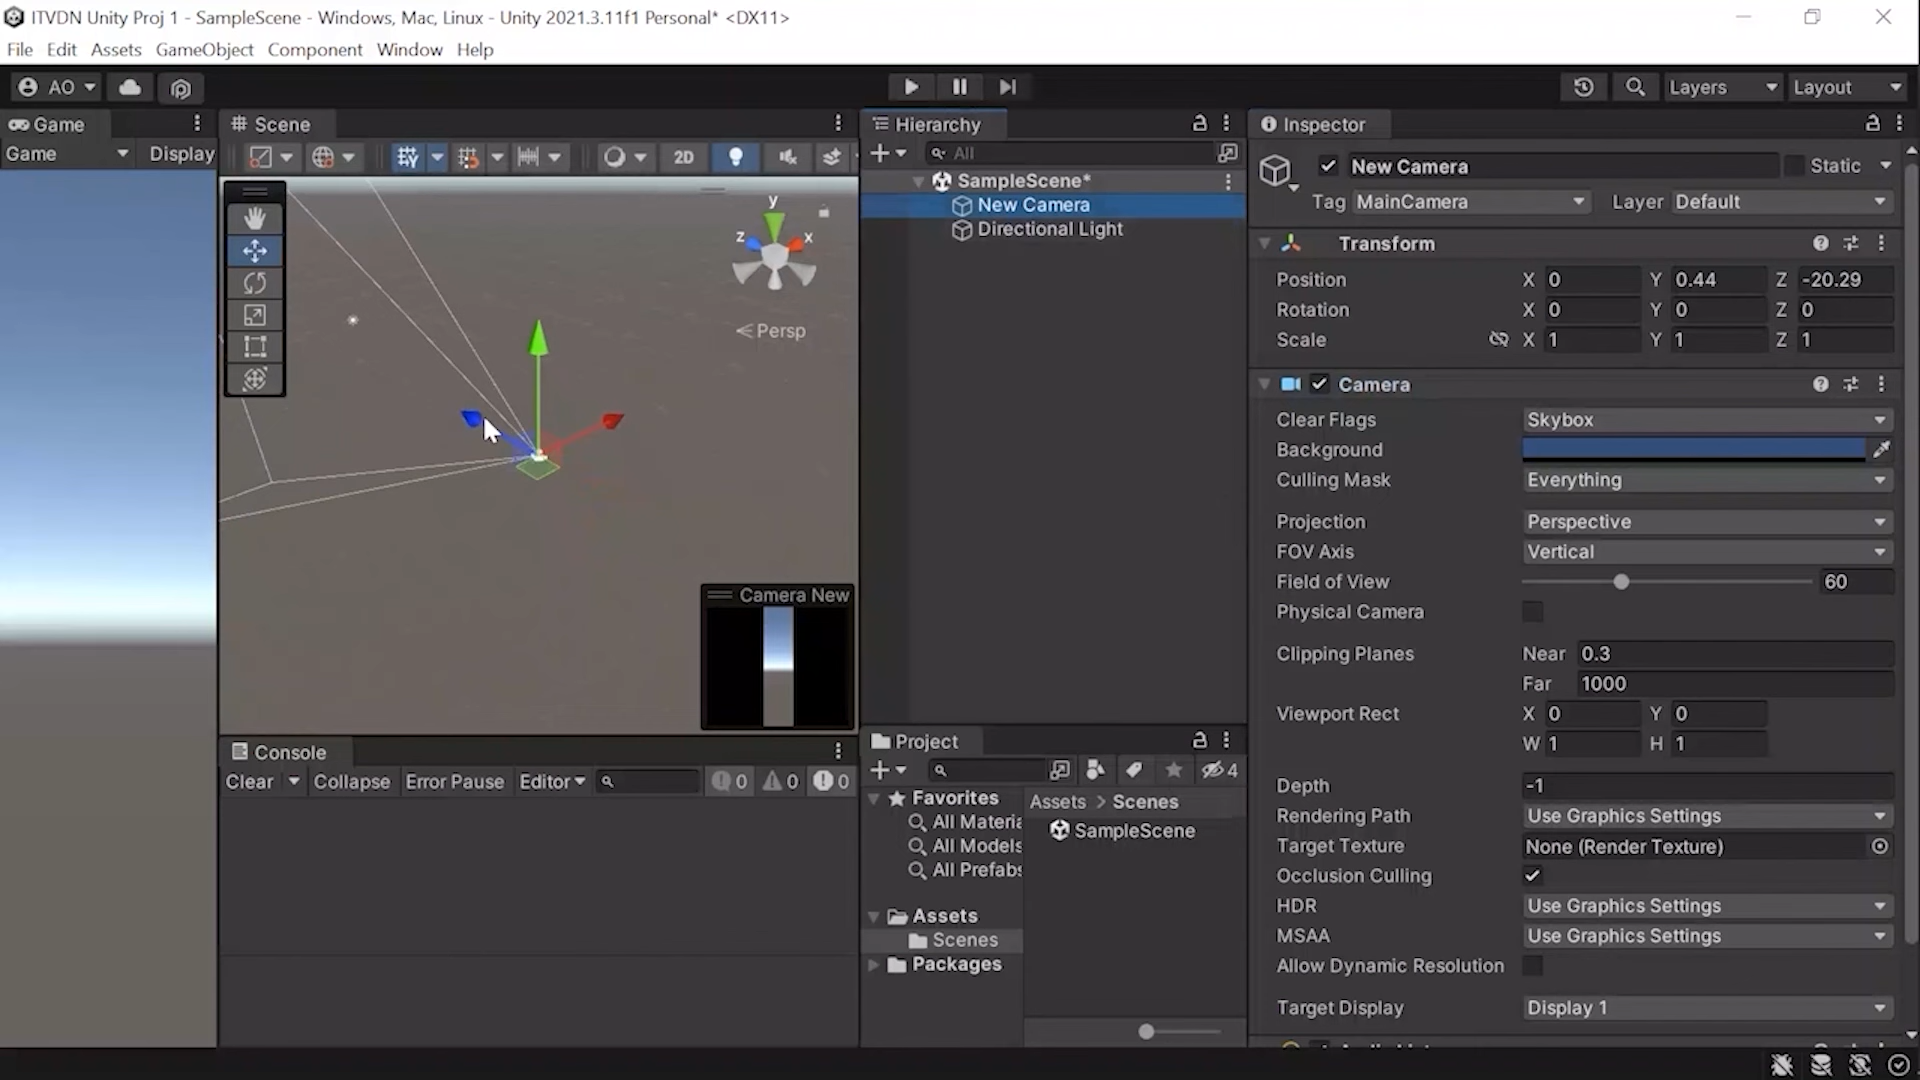 ITVDN Unity Proj 1 - SampleScene - Windows, Mac, Linux - Unity 2021.3.11f1 Personal* <DX11>
File Edit Assets GameObject Component Window Help
AO
Layers
Layout
Game
Game Display
Scene
2D
y
z x
Persp
Camera New
Console
Clear Collapse Error Pause Editor 0 0 0
Hierarchy
All
SampleScene*
New Camera
Directional Light
Project
4
Favorites
All Materia
All Models
All Prefabs
Assets
Scenes
Packages
Assets > Scenes
SampleScene
Inspector
New Camera Static
Tag MainCamera Layer Default
Transform
Position X 0 Y 0.44 Z -20.29
Rotation X 0 Y 0 Z 0
Scale X 1 Y 1 Z 1
Camera
Clear Flags Skybox
Background
Culling Mask Everything
Projection Perspective
FOV Axis Vertical
Field of View 60
Physical Camera
Clipping Planes Near 0.3
Far 1000
Viewport Rect X 0 Y 0
W 1 H 1
Depth -1
Rendering Path Use Graphics Settings
Target Texture None (Render Texture)
Occlusion Culling
HDR Use Graphics Settings
MSAA Use Graphics Settings
Allow Dynamic Resolution
Target Display Display 1